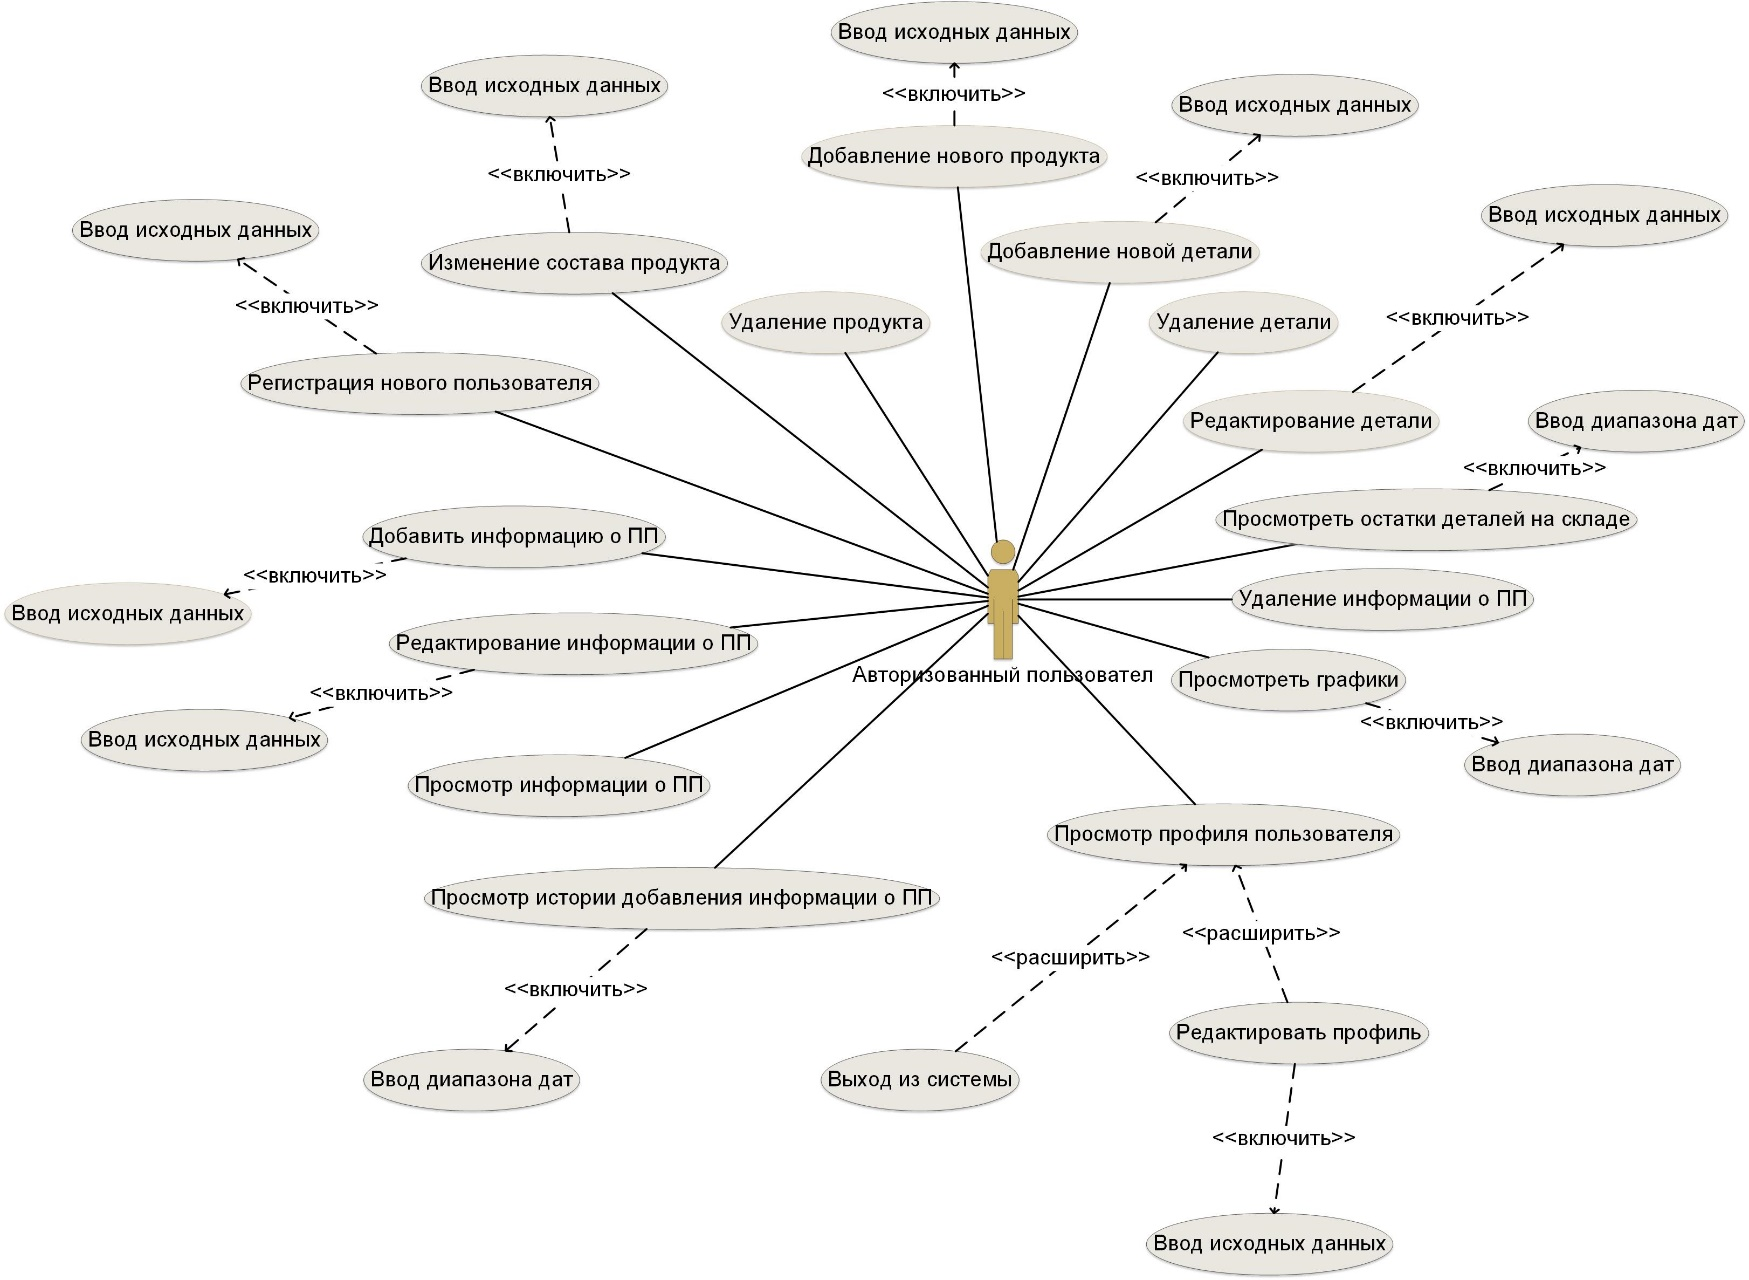 Ввод исходных данных
Ввод исходных данных
<<включить>>
Ввод исходных данных
Добавление нового продукта
<<включить>>
<<включить>>
Ввод исходных данных
Ввод исходных данных
Добавление новой детали
Изменение состава продукта
<<включить>>
<<включить>>
Удаление продукта
Удаление детали
Регистрация нового пользователя
Редактирование детали
Ввод диапазона дат
<<включить>>
Просмотреть остатки деталей на складе
Добавить информацию о ПП
<<включить>>
Ввод исходных данных
Удаление информации о ПП
Редактирование информации о ПП
Авторизованный пользовател
Просмотреть графики
<<включить>>
<<включить>>
Ввод исходных данных
Ввод диапазона дат
Просмотр информации о ПП
Просмотр профиля пользователя
Просмотр истории добавления информации о ПП
<<расширить>>
<<расширить>>
<<включить>>
Редактировать профиль
Ввод диапазона дат
Выход из системы
<<включить>>
Ввод исходных данных